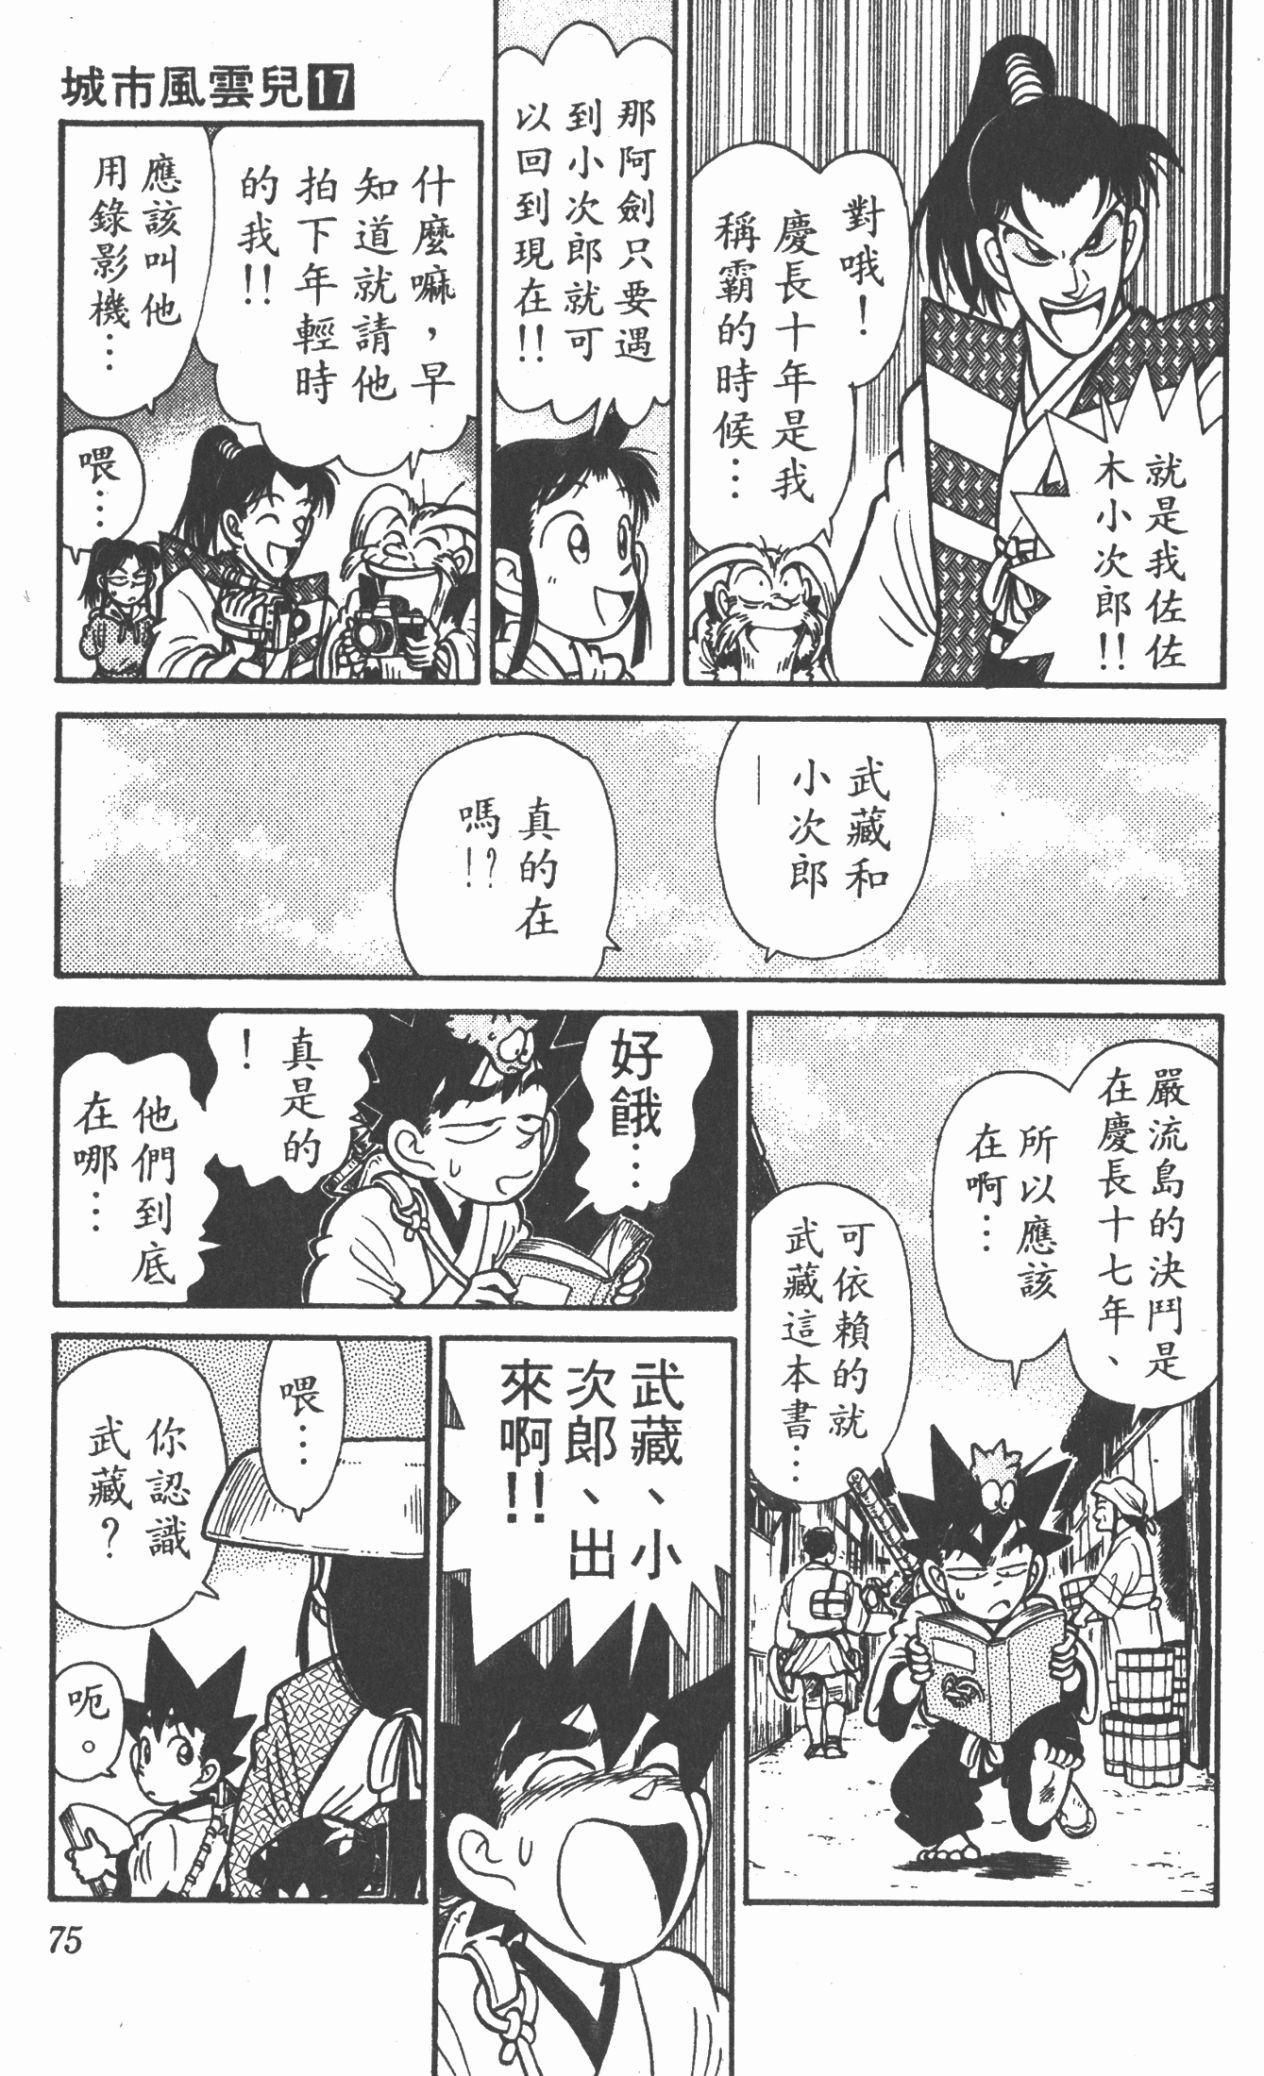 城市風雲兒17
就是我佐佐
木小次郎!!
對哦!
慶長十年是我
稱霸的時候…
那阿劍只要遇
到小次郎就可
以回到現在!!
什麼嘛,早
知道就請他
拍下年輕時
的我!!
應該叫他
用錄影機…
喂…
武藏和
小次郎
—
真的在
嗎!?
嚴流島的決鬥是
在慶長十七年、
所以應該
在啊…
可依賴的就
武藏這本書…
好餓…
真是的
!
他們到底
在哪…
武藏、小
次郎、出
來啊!!
喂…
你認識
武藏?
呃。
75